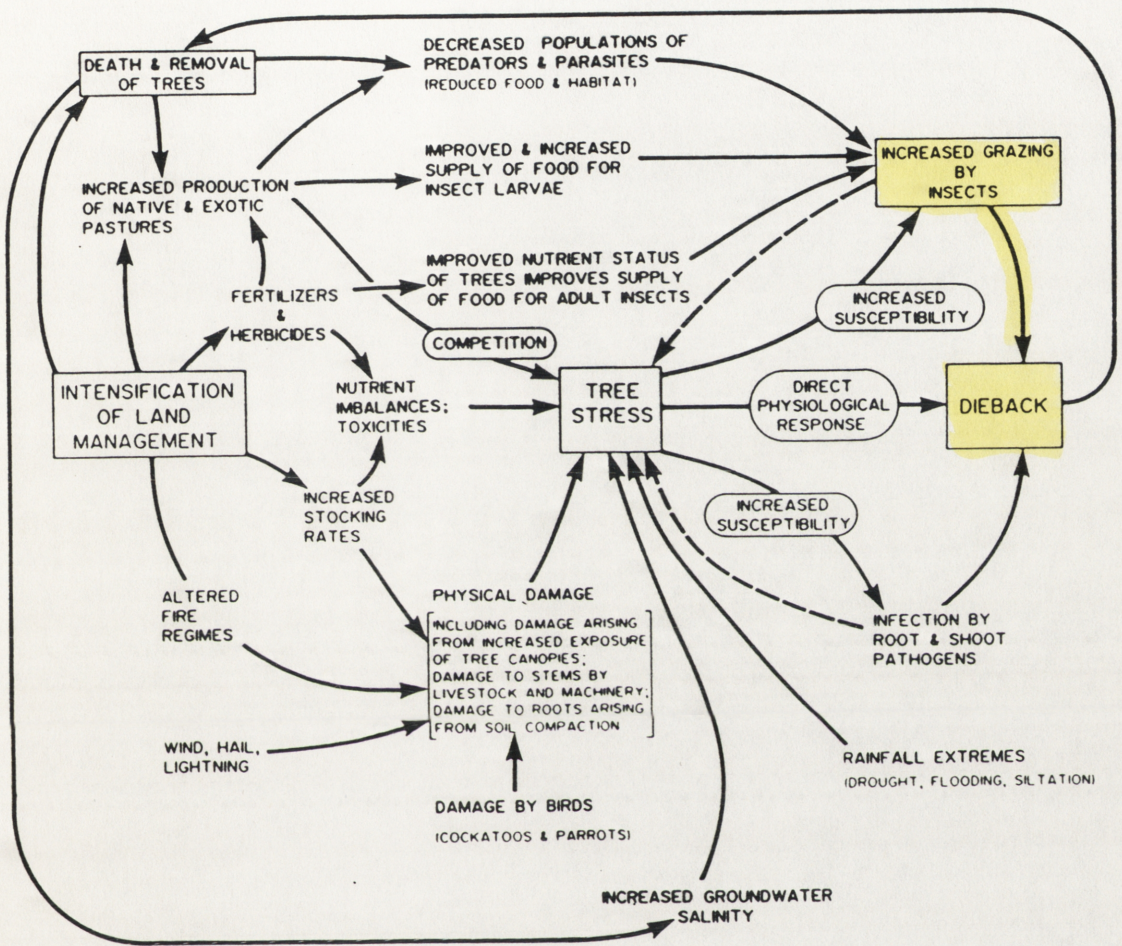 DEATH & REMOVAL
OF TREES
DECREASED POPULATIONS OF
PREDATORS & PARASITES
(REDUCED FOOD & HABITAT)
IMPROVED & INCREASED
SUPPLY OF FOOD FOR
INSECT LARVAE
INCREASED GRAZING
BY
INSECTS
INCREASED PRODUCTION
OF NATIVE & EXOTIC
PASTURES
IMPROVED NUTRIENT STATUS
OF TREES IMPROVES SUPPLY
OF FOOD FOR ADULT INSECTS
FERTILIZERS
&
HERBICIDES
INCREASED
SUSCEPTIBILITY
COMPETITION
INTENSIFICATION
OF LAND
MANAGEMENT
NUTRIENT
IMBALANCES;
TOXICITIES
TREE
STRESS
DIRECT
PHYSIOLOGICAL
RESPONSE
DIEBACK
INCREASED
STOCKING
RATES
INCREASED
SUSCEPTIBILITY
ALTERED
FIRE
REGIMES
PHYSICAL DAMAGE
INCLUDING DAMAGE ARISING
FROM INCREASED EXPOSURE
OF TREE CANOPIES;
DAMAGE TO STEMS BY
LIVESTOCK AND MACHINERY;
DAMAGE TO ROOTS ARISING
FROM SOIL COMPACTION
INFECTION BY
ROOT & SHOOT
PATHOGENS
WIND, HAIL,
LIGHTNING
RAINFALL EXTREMES
(DROUGHT, FLOODING, SILTATION)
DAMAGE BY BIRDS
(COCKATOOS & PARROTS)
INCREASED GROUNDWATER
SALINITY